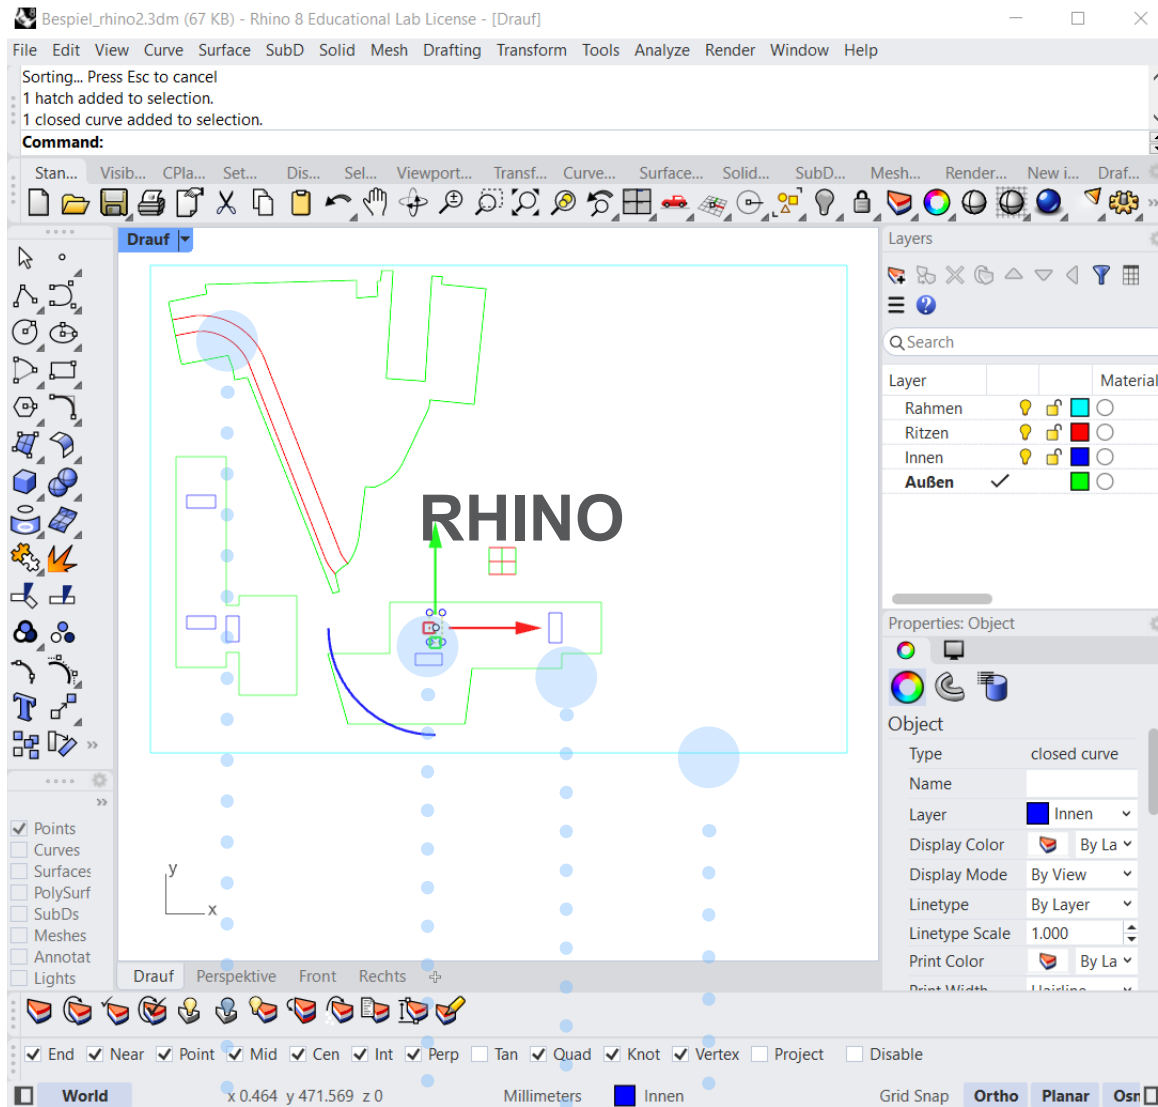 Bespiel_rhino2.3dm (67 KB) - Rhino 8 Educational Lab License - [Drauf]
File Edit View Curve Surface SubD Solid Mesh Drafting Transform Tools Analyze Render Window Help
Sorting... Press Esc to cancel
1 hatch added to selection.
1 closed curve added to selection.
Command:
Stan... Visib... CPla... Set... Dis... Sel... Viewport... Transf... Curve... Surface... Solid... SubD... Mesh... Render... New i... Draf...
Drauf
Layers
Search
Layer Material
Rahmen
Ritzen
Innen
Außen
RHINO
Properties: Object
Object
Type closed curve
Name
Layer Innen
Display Color By La
Display Mode By View
Linetype By Layer
Linetype Scale 1.000
Print Color By La
Print Width Hairline
Points
Curves
Surfaces
PolySurf
SubDs
Meshes
Annotat
Lights
y
x
Drauf Perspektive Front Rechts
End Near Point Mid Cen Int Perp Tan Quad Knot Vertex Project Disable
World x 0.464 y 471.569 z 0 Millimeters Innen Grid Snap Ortho Planar Osn